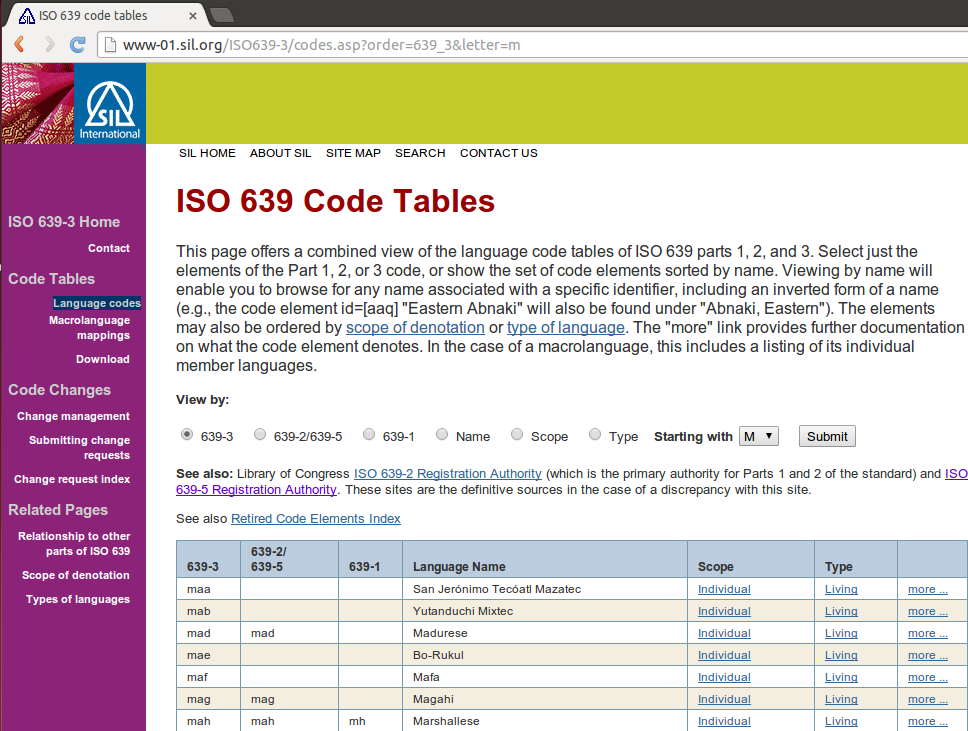 ISO 639 code tables
www-01.sil.org/ISO639-3/codes.asp?order=639_3&letter=m
SIL
International
SIL HOME ABOUT SIL SITE MAP SEARCH CONTACT US
ISO 639-3 Home
Contact
Code Tables
Language codes
Macrolanguage
mappings
Download
Code Changes
Change management
Submitting change
requests
Change request index
Related Pages
Relationship to other
parts of ISO 639
Scope of denotation
Types of languages
ISO 639 Code Tables
This page offers a combined view of the language code tables of ISO 639 parts 1, 2, and 3. Select just the
elements of the Part 1, 2, or 3 code, or show the set of code elements sorted by name. Viewing by name will
enable you to browse for any name associated with a specific identifier, including an inverted form of a name
(e.g., the code element id=[aaq] "Eastern Abnaki" will also be found under "Abnaki, Eastern"). The elements
may also be ordered by scope of denotation or type of language. The "more" link provides further documentation
on what the code element denotes. In the case of a macrolanguage, this includes a listing of its individual
member languages.
View by:
639-3 639-2/639-5 639-1 Name Scope Type Starting with M Submit
See also: Library of Congress ISO 639-2 Registration Authority (which is the primary authority for Parts 1 and 2 of the standard) and ISO
639-5 Registration Authority. These sites are the definitive sources in the case of a discrepancy with this site.
See also Retired Code Elements Index
639-3 639-2/ 639-5 639-1 Language Name Scope Type
maa San Jerónimo Tecóatl Mazatec Individual Living more ...
mab Yutanduchi Mixtec Individual Living more ...
mad mad Madurese Individual Living more ...
mae Bo-Rukul Individual Living more ...
maf Mafa Individual Living more ...
mag mag Magahi Individual Living more ...
mah mah mh Marshallese Individual Living more ...